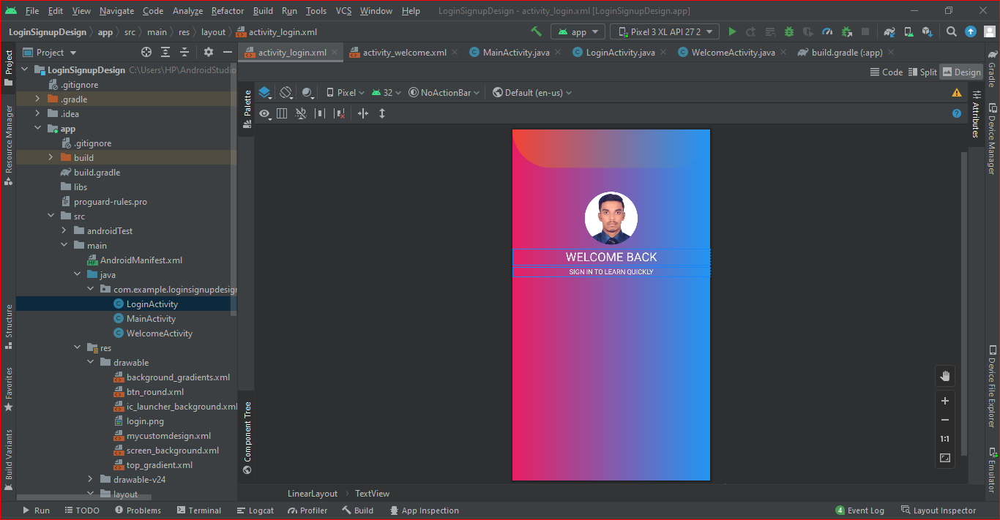 File Edit View Navigate Code Analyze Refactor Build Run Tools VCS Window Help LoginSignupDesign - activity_login.xml [LoginSignupDesign.app]
LoginSignupDesign app src main res layout activity_login.xml app Pixel 3 XL API 27 2
Project activity_login.xml activity_welcome.xml MainActivity.java LoginActivity.java WelcomeActivity.java build.gradle (:app)
Project
Resource Manager
Structure
Favorites
Build Variants
LoginSignupDesign C:\Users\HP\AndroidStudio
.gitignore
.gradle
.idea
app
.gitignore
build
build.gradle
libs
proguard-rules.pro
src
androidTest
main
MF
AndroidManifest.xml
java
com.example.loginsignupdesign
C LoginActivity
C MainActivity
C WelcomeActivity
res
drawable
background_gradients.xml
btn_round.xml
ic_launcher_background.xml
login.png
mycustomdesign.xml
screen_background.xml
top_gradient.xml
drawable-v24
layout
Code Split Design
Palette
Pixel 32 NoActionBar Default (en-us)
WELCOME BACK
SIGN IN TO LEARN QUICKLY
Component Tree
1:1
LinearLayout TextView
Attributes
Gradle
Device Manager
Device File Explorer
Emulator
Run TODO Problems Terminal Logcat Profiler Build App Inspection 4 Event Log Layout Inspector